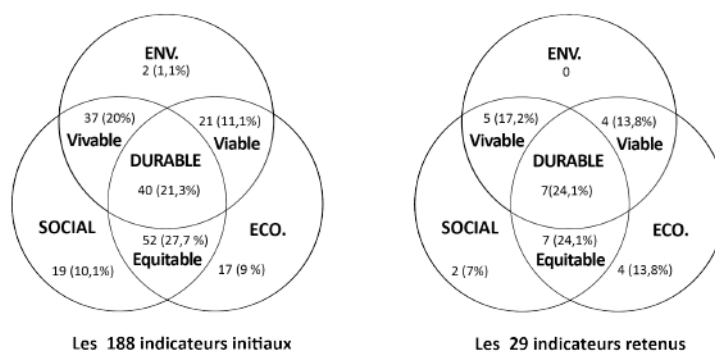 ENV.
2 (1,1%)
37 (20%)
Vivable
21 (11,1%)
Viable
DURABLE
40 (21,3%)
SOCIAL
19 (10,1%)
52 (27,7 %)
Equitable
ECO.
17 (9 %)
Les 188 indicateurs initiaux
ENV.
0
5 (17,2%)
Vivable
4 (13,8%)
Viable
DURABLE
7(24,1%)
SOCIAL
2 (7%)
7 (24,1%)
Equitable
ECO.
4 (13,8%)
Les 29 indicateurs retenus